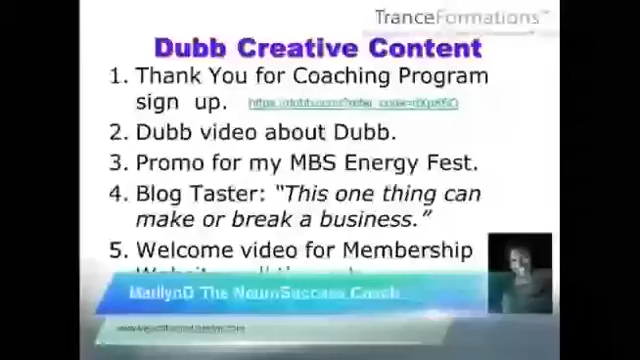 TranceFormations™
Dubb Creative Content
1. Thank You for Coaching Program
sign up.
2. Dubb video about Dubb.
3. Promo for my MBS Energy Fest.
4. Blog Taster: “This one thing can
make or break a business.”
5. Welcome video for Membership
MarilynD The NeuroSuccess Coach